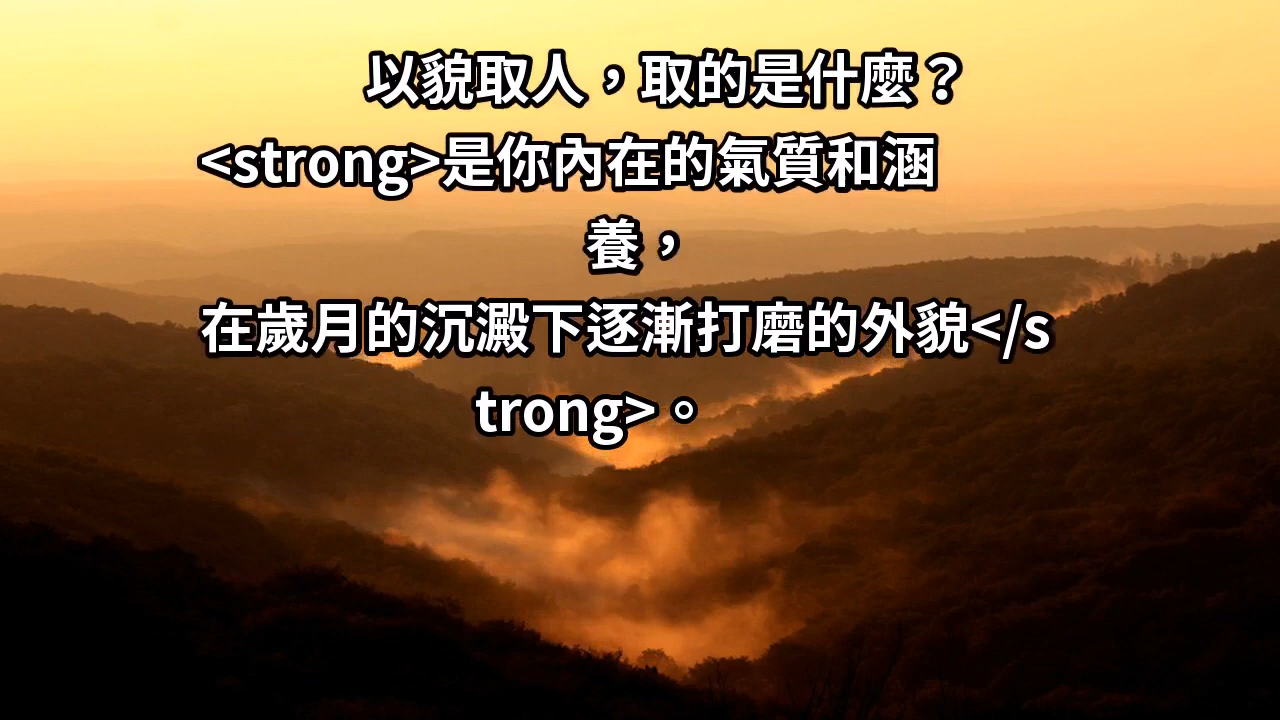 以貌取人，取的是什麼？
<strong>是你內在的氣質和涵
養，
在歲月的沉澱下逐漸打磨的外貌</s
trong>。